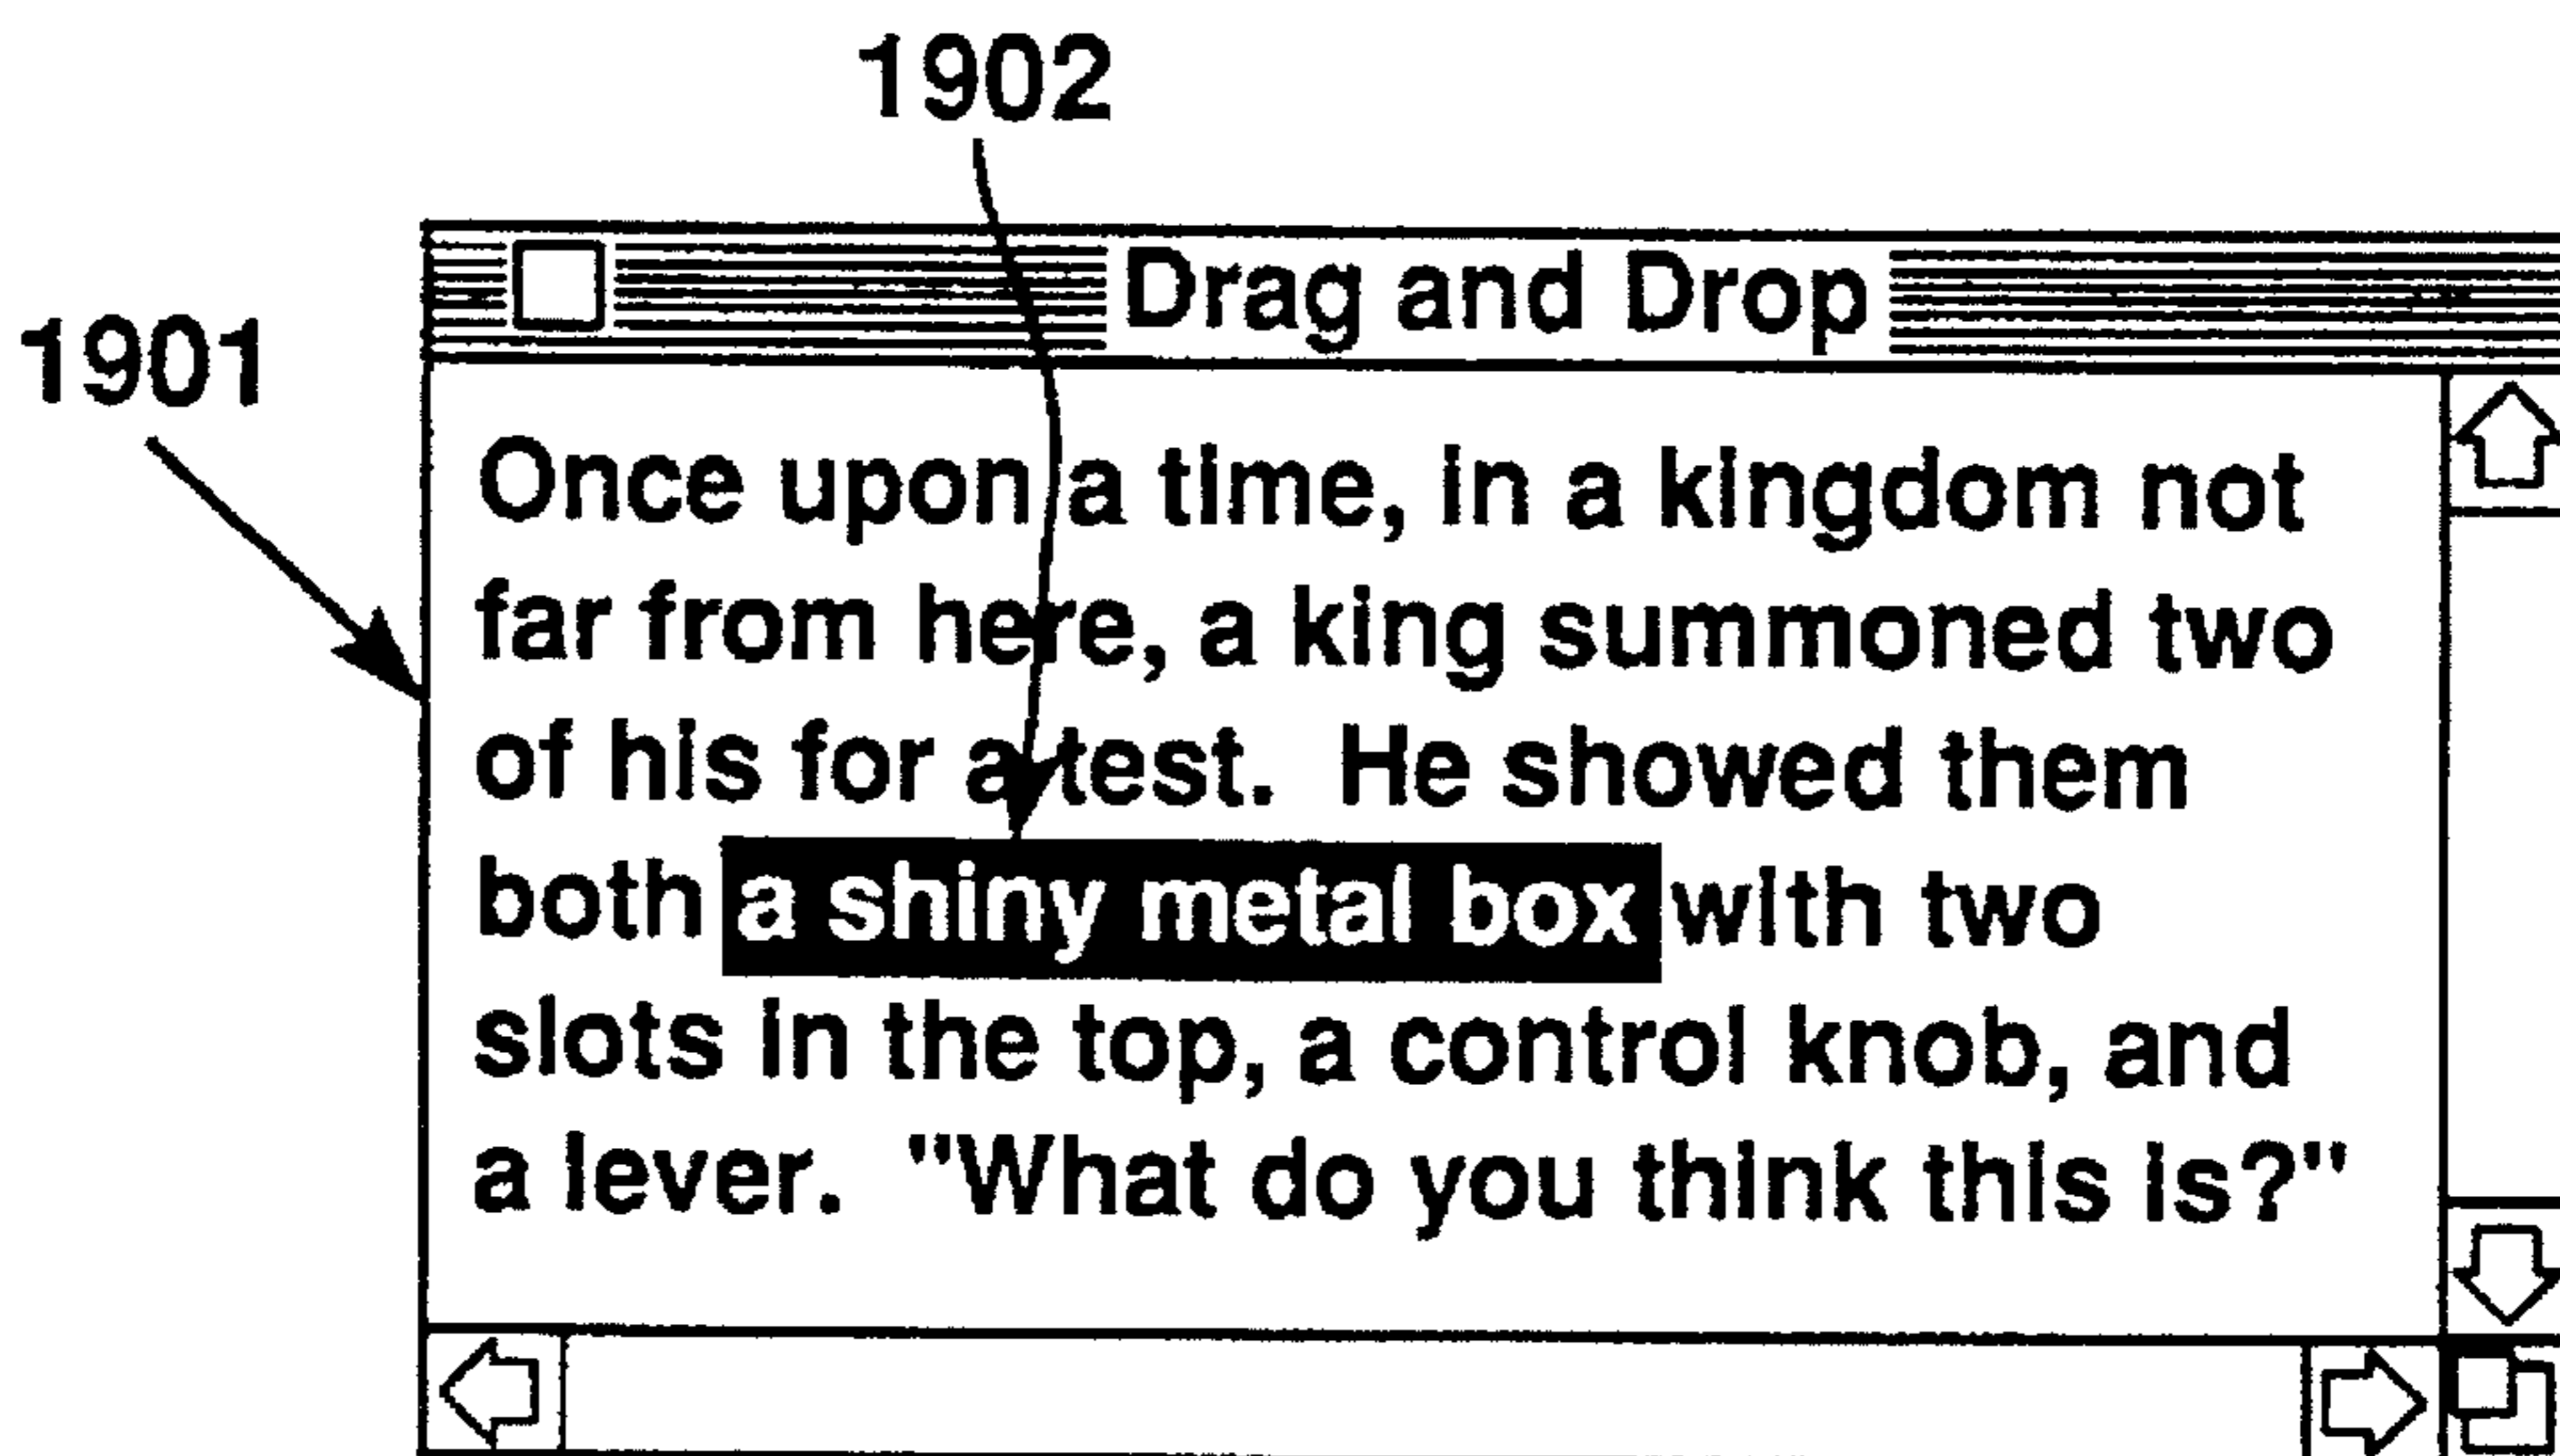 1902
1901
Drag and Drop
Once upon a time, in a kingdom not
far from here, a king summoned two
of his for a test.  He showed them
both a shiny metal box with two
slots in the top, a control knob, and
a lever.  "What do you think this is?"